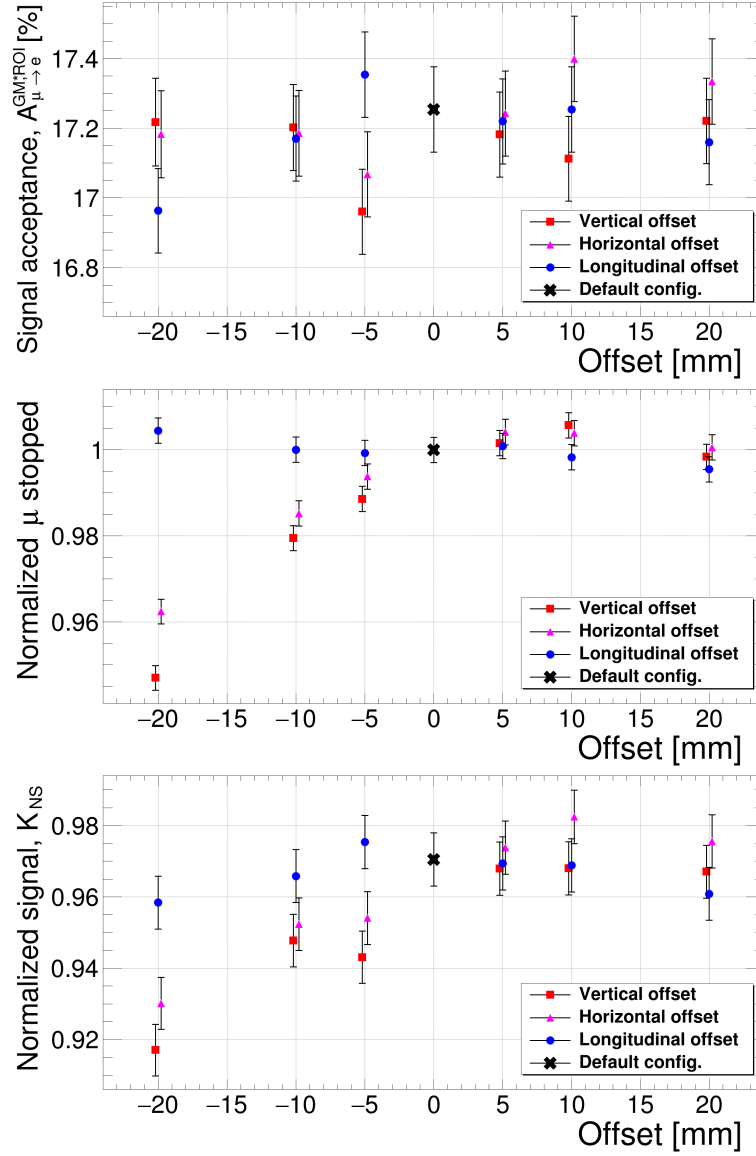 Signal acceptance, A^{GM;ROI}_{μ→e} [%]
17.4
17.2
17
16.8
Vertical offset
Horizontal offset
Longitudinal offset
Default config.
−20 −15 −10 −5 0 5 10 15 20
Offset [mm]
Normalized μ stopped
1
0.98
0.96
Vertical offset
Horizontal offset
Longitudinal offset
Default config.
−20 −15 −10 −5 0 5 10 15 20
Offset [mm]
Normalized signal, K_{NS}
0.98
0.96
0.94
0.92
Vertical offset
Horizontal offset
Longitudinal offset
Default config.
−20 −15 −10 −5 0 5 10 15 20
Offset [mm]